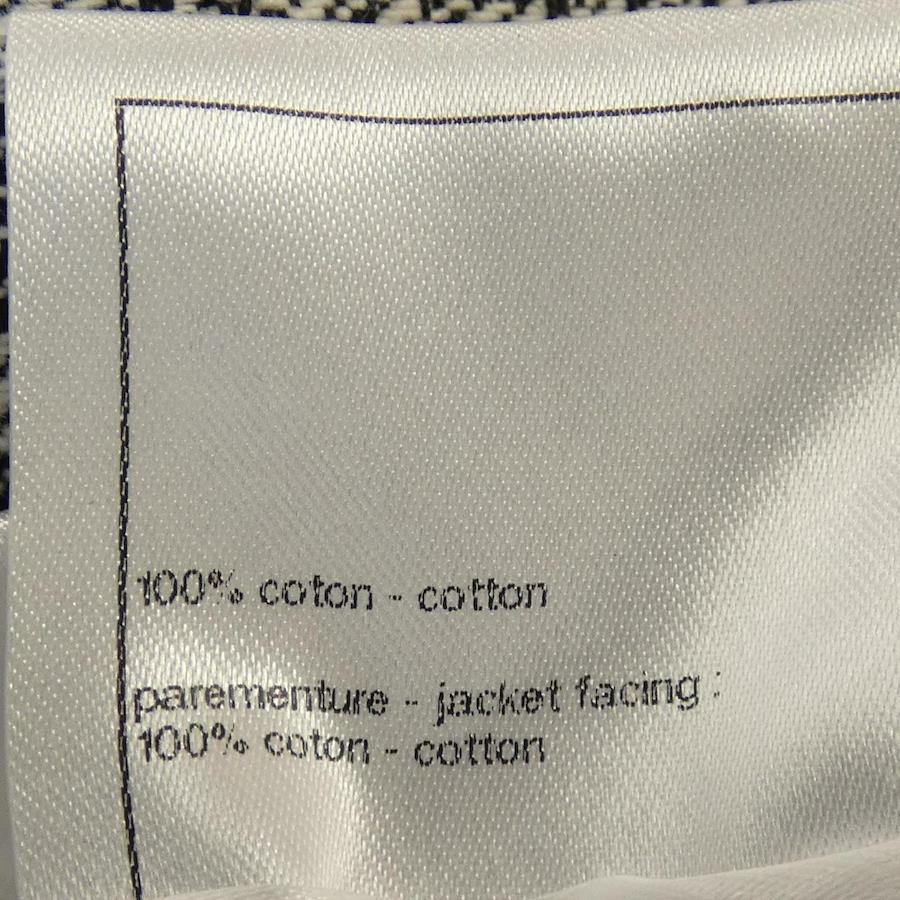 100% coton - cotton
parementure - jacket facing :
100% coton - cotton